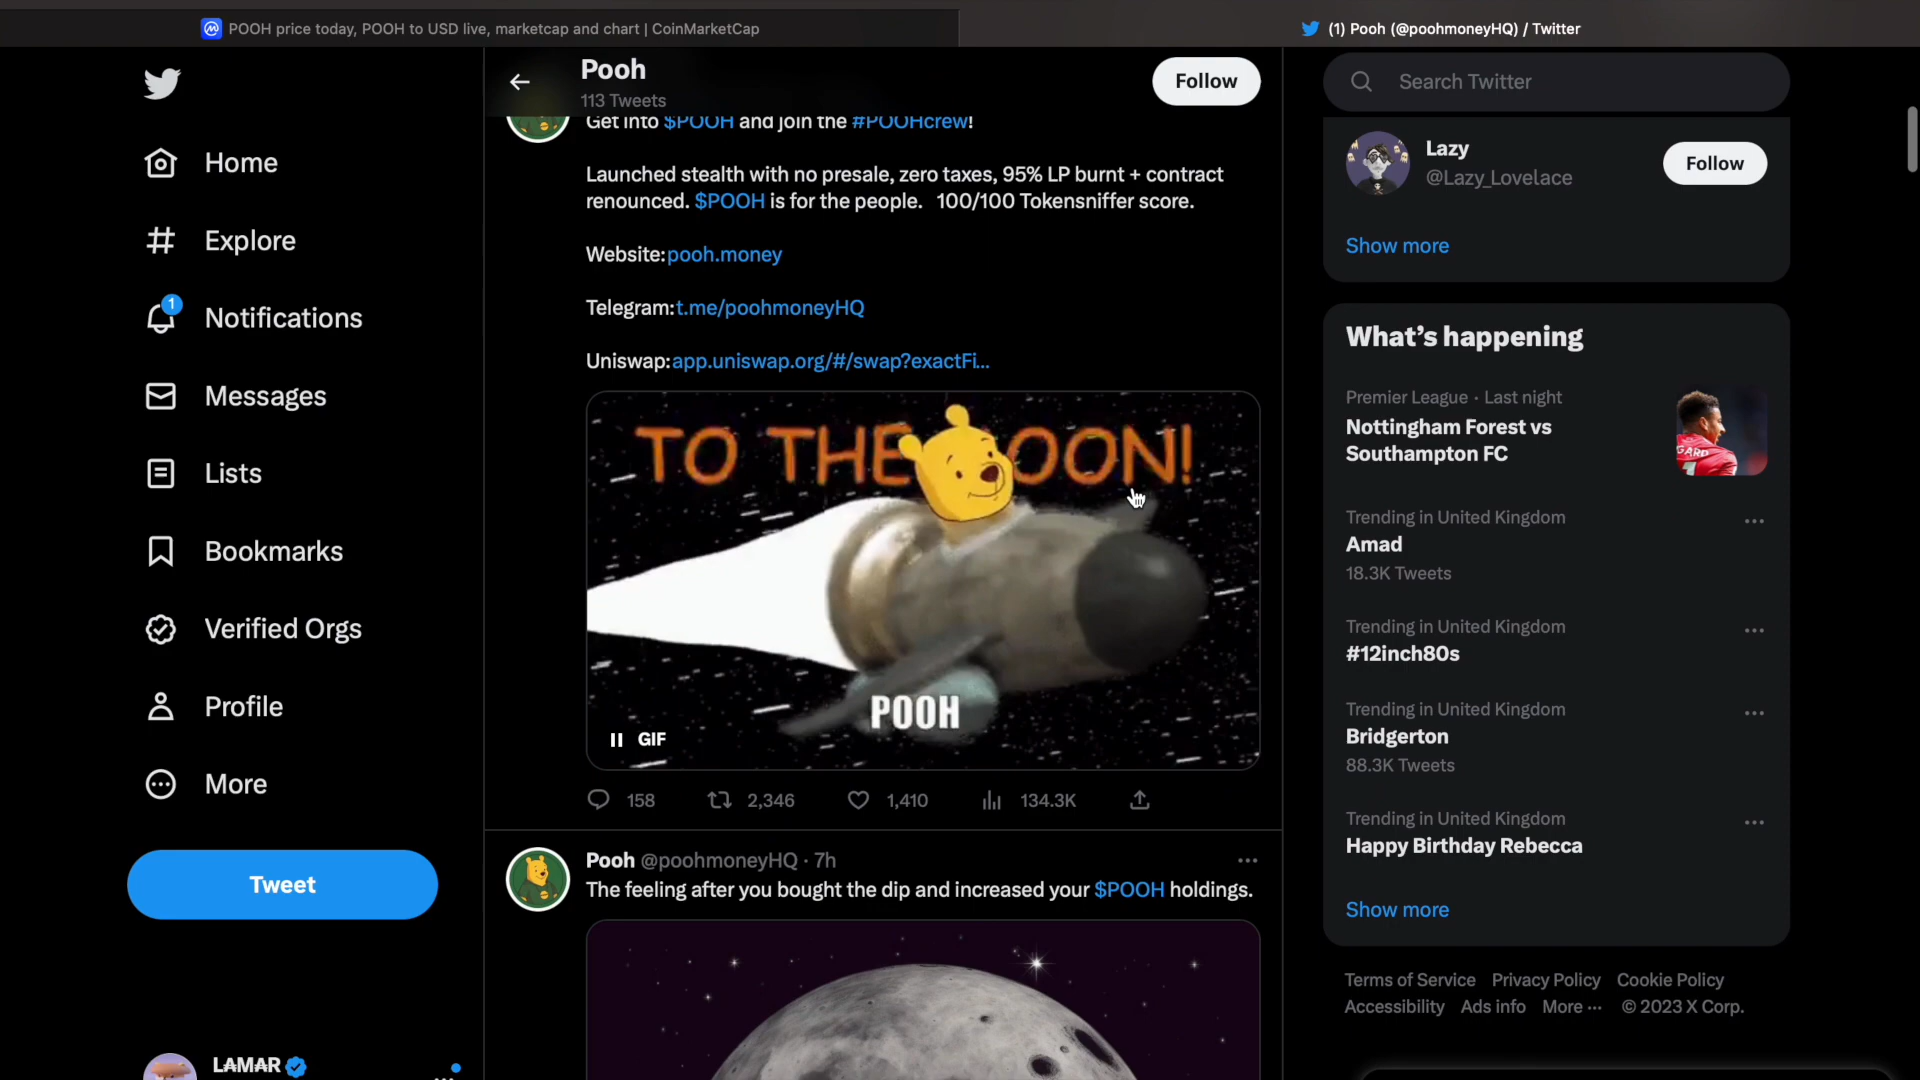 POOH price today, POOH to USD live, marketcap and chart | CoinMarketCap
(1) Pooh (@poohmoneyHQ) / Twitter
Home
Explore
1
Notifications
Messages
Lists
Bookmarks
Verified Orgs
Profile
More
Tweet
LAMAR
Pooh
113 Tweets
Follow
Get into $POOH and join the #POOHcrew!
Launched stealth with no presale, zero taxes, 95% LP burnt + contract
renounced. $POOH is for the people. 100/100 Tokensniffer score.
Website:pooh.money
Telegram:t.me/poohmoneyHQ
Uniswap:app.uniswap.org/#/swap?exactFi...
TO THE OON!
POOH
GIF
158 2,346 1,410 134.3K
Pooh @poohmoneyHQ · 7h
The feeling after you bought the dip and increased your $POOH holdings.
Search Twitter
Lazy
@Lazy_Lovelace
Follow
Show more
What's happening
Premier League · Last night
Nottingham Forest vs
Southampton FC
Trending in United Kingdom
Amad
18.3K Tweets
Trending in United Kingdom
#12inch80s
Trending in United Kingdom
Bridgerton
88.3K Tweets
Trending in United Kingdom
Happy Birthday Rebecca
Show more
Terms of Service Privacy Policy Cookie Policy
Accessibility Ads info More ··· © 2023 X Corp.